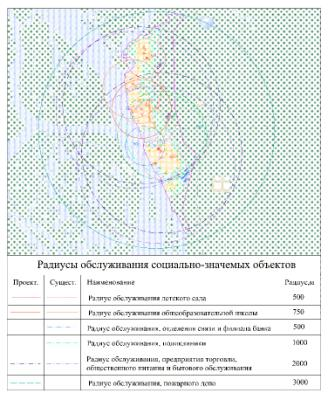 Радиусы обслуживания социально-значемых объектов
Проект. Сущест. Наименование Радиус,м
Радиус обслуживания детского сада 500
Радиус обслуживания общеобразовательной школы 750
Радиус обслуживания, отделения связи и филиала банка 500
Радиус обслуживания, поликлиники 1000
Радиус обслуживания, предприятия торговли,
общественного питания и бытового обслуживания 2000
Радиус обслуживания, пожарного депо 3000